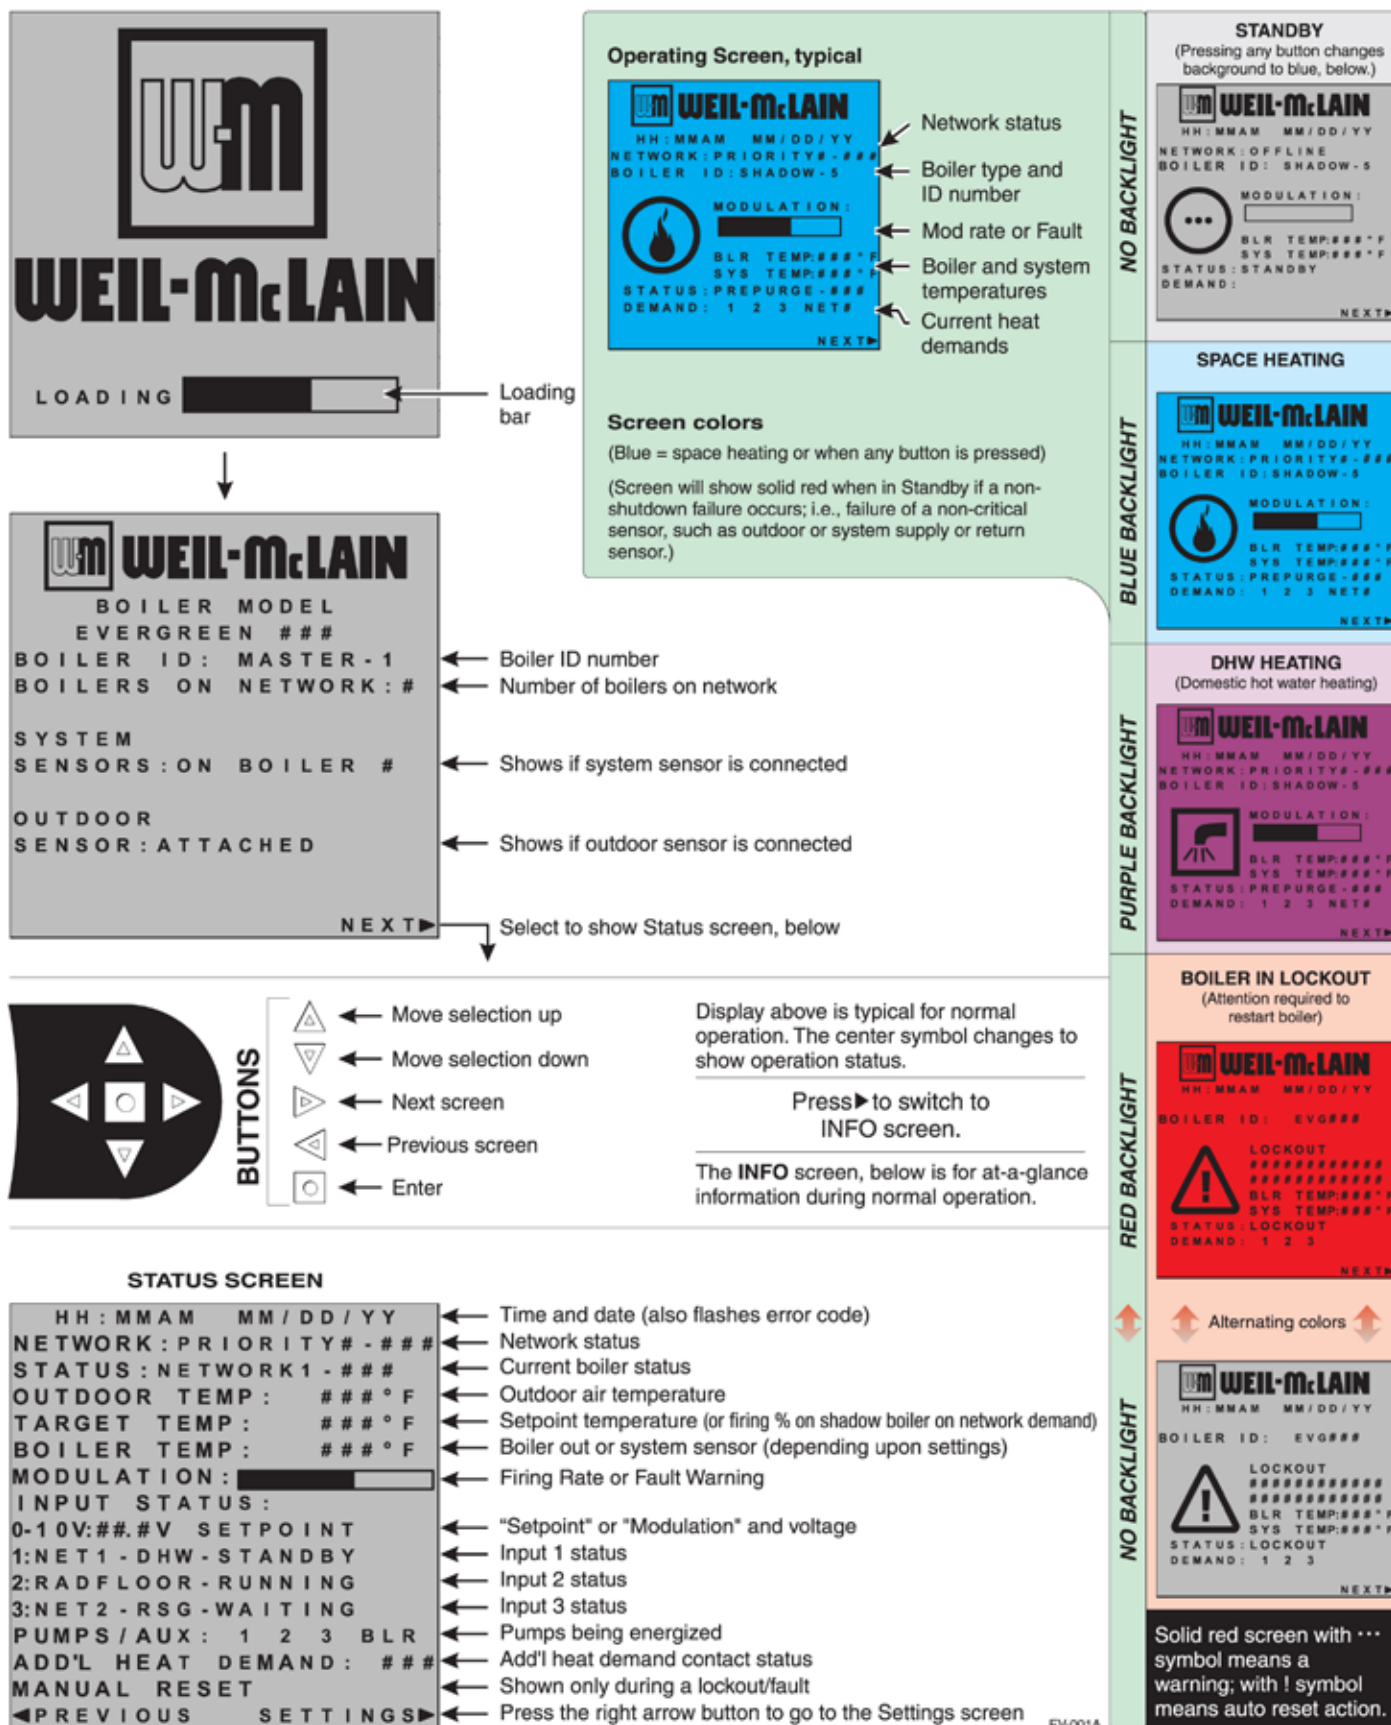 W-M
WEIL-McLAIN
LOADING
Loading
bar
W-M WEIL-McLAIN
BOILER MODEL
EVERGREEN ###
BOILER ID: MASTER-1
Boiler ID number
BOILERS ON NETWORK:#
Number of boilers on network
SYSTEM
SENSORS:ON BOILER #
Shows if system sensor is connected
OUTDOOR
SENSOR:ATTACHED
Shows if outdoor sensor is connected
NEXT▶
Select to show Status screen, below
Operating Screen, typical
W-M WEIL-McLAIN
HH:MMAM MM/DD/YY
NETWORK:PRIORITY#-###
BOILER ID:SHADOW-5
MODULATION:
BLR TEMP:###°F
SYS TEMP:###°F
STATUS:PREPURGE-###
DEMAND: 1 2 3 NET#
NEXT▶
Network status
Boiler type and
ID number
Mod rate or Fault
Boiler and system
temperatures
Current heat
demands
Screen colors
(Blue = space heating or when any button is pressed)
(Screen will show solid red when in Standby if a non-
shutdown failure occurs; i.e., failure of a non-critical
sensor, such as outdoor or system supply or return
sensor.)
NO BACKLIGHT
STANDBY
(Pressing any button changes
background to blue, below.)
W-M WEIL-McLAIN
HH:MMAM MM/DD/YY
NETWORK:OFFLINE
BOILER ID: SHADOW-5
MODULATION:
BLR TEMP:###°F
SYS TEMP:###°F
STATUS:STANDBY
DEMAND:
NEXT▶
BLUE BACKLIGHT
SPACE HEATING
W-M WEIL-McLAIN
HH:MMAM MM/DD/YY
NETWORK:PRIORITY#-###
BOILER ID:SHADOW-5
MODULATION:
BLR TEMP:###°F
SYS TEMP:###°F
STATUS:PREPURGE-###
DEMAND: 1 2 3 NET#
NEXT▶
PURPLE BACKLIGHT
DHW HEATING
(Domestic hot water heating)
W-M WEIL-McLAIN
HH:MMAM MM/DD/YY
NETWORK:PRIORITY#-###
BOILER ID:SHADOW-5
MODULATION:
BLR TEMP:###°F
SYS TEMP:###°F
STATUS:PREPURGE-###
DEMAND: 1 2 3 NET#
NEXT▶
RED BACKLIGHT
BOILER IN LOCKOUT
(Attention required to
restart boiler)
W-M WEIL-McLAIN
HH:MMAM MM/DD/YY
BOILER ID: EVG###
LOCKOUT
############
############
BLR TEMP:###°F
SYS TEMP:###°F
STATUS:LOCKOUT
DEMAND: 1 2 3
NEXT▶
Alternating colors
NO BACKLIGHT
W-M WEIL-McLAIN
HH:MMAM MM/DD/YY
BOILER ID: EVG###
LOCKOUT
############
############
BLR TEMP:###°F
SYS TEMP:###°F
STATUS:LOCKOUT
DEMAND: 1 2 3
NEXT▶
Solid red screen with •••
symbol means a
warning; with ! symbol
means auto reset action.
BUTTONS
Move selection up
Move selection down
Next screen
Previous screen
Enter
Display above is typical for normal
operation. The center symbol changes to
show operation status.
Press▶to switch to
INFO screen.
The INFO screen, below is for at-a-glance
information during normal operation.
STATUS SCREEN
HH:MMAM MM/DD/YY
Time and date (also flashes error code)
NETWORK:PRIORITY#-###
Network status
STATUS:NETWORK1-###
Current boiler status
OUTDOOR TEMP: ###°F
Outdoor air temperature
TARGET TEMP: ###°F
Setpoint temperature (or firing % on shadow boiler on network demand)
BOILER TEMP: ###°F
Boiler out or system sensor (depending upon settings)
MODULATION:
Firing Rate or Fault Warning
INPUT STATUS:
0-10V:##.#V SETPOINT
"Setpoint" or "Modulation" and voltage
1:NET1-DHW-STANDBY
Input 1 status
2:RADFLOOR-RUNNING
Input 2 status
3:NET2-RSG-WAITING
Input 3 status
PUMPS/AUX: 1 2 3 BLR
Pumps being energized
ADD'L HEAT DEMAND: ###
Add'l heat demand contact status
MANUAL RESET
Shown only during a lockout/fault
◀PREVIOUS SETTINGS▶
Press the right arrow button to go to the Settings screen